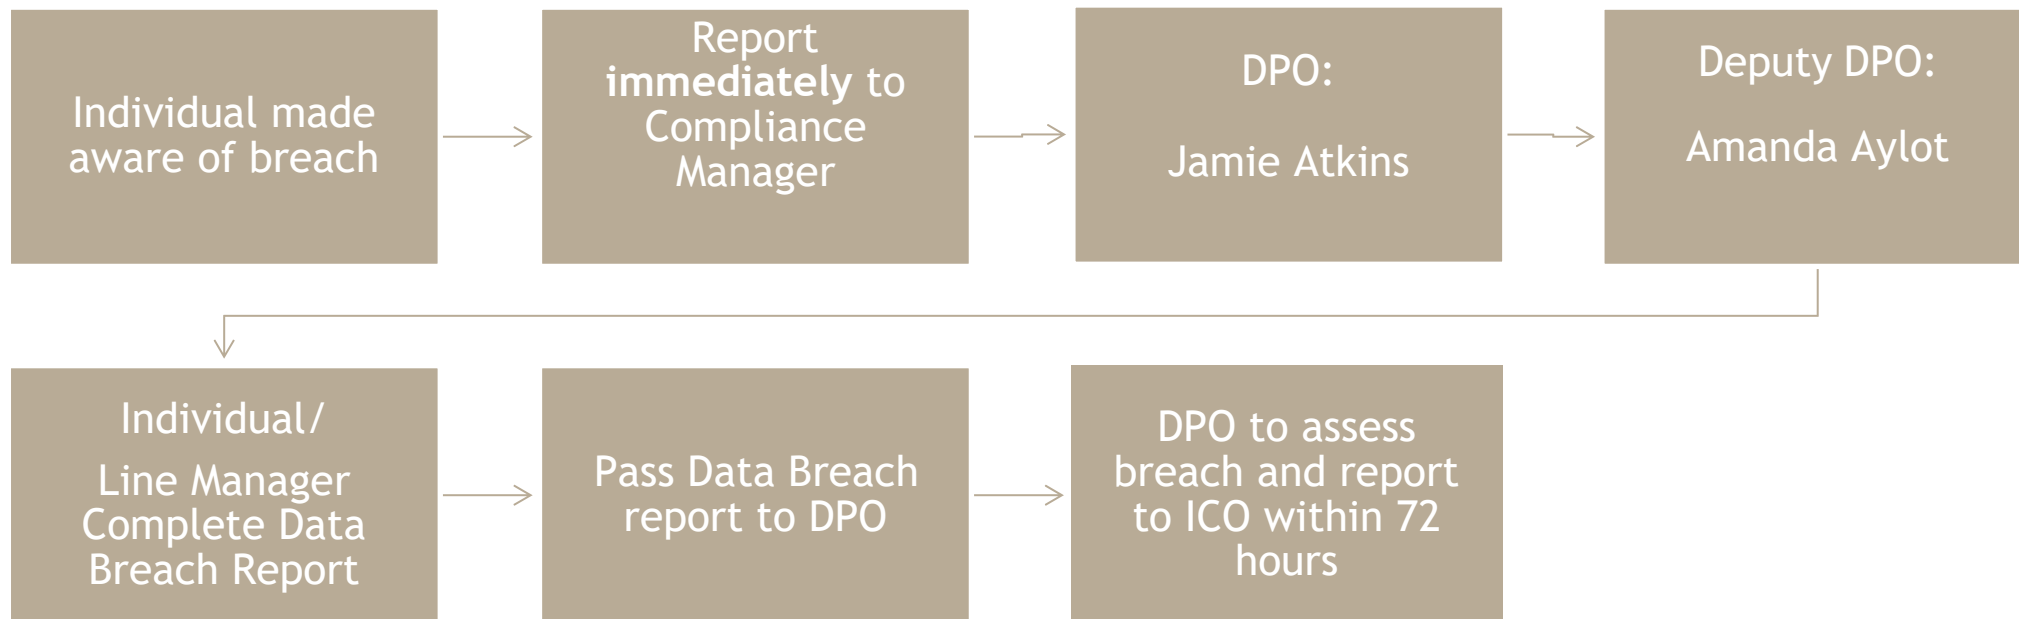 Individual made
aware of breach
Report
immediately to
Compliance
Manager
DPO:
Jamie Atkins
Deputy DPO:
Amanda Aylot
Individual/
Line Manager
Complete Data
Breach Report
Pass Data Breach
report to DPO
DPO to assess
breach and report
to ICO within 72
hours